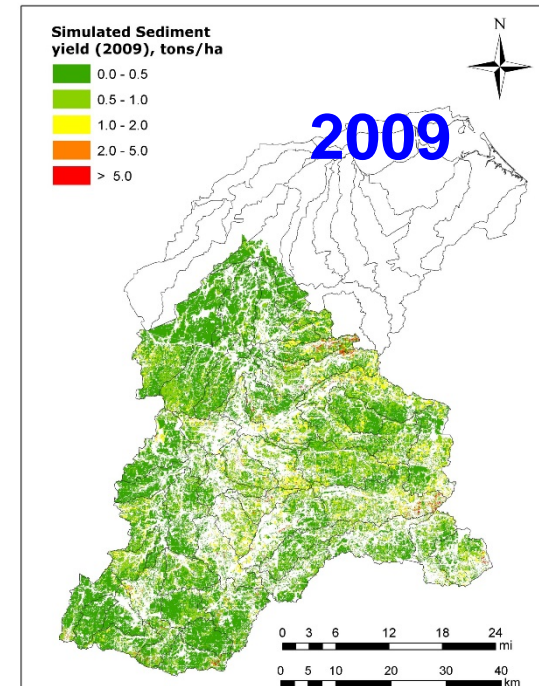 Simulated Sediment
yield (2009), tons/ha
0.0 - 0.5
0.5 - 1.0
1.0 - 2.0
2.0 - 5.0
> 5.0
N
2009
0 3 6 12 18 24
mi
0 5 10 20 30 40
km